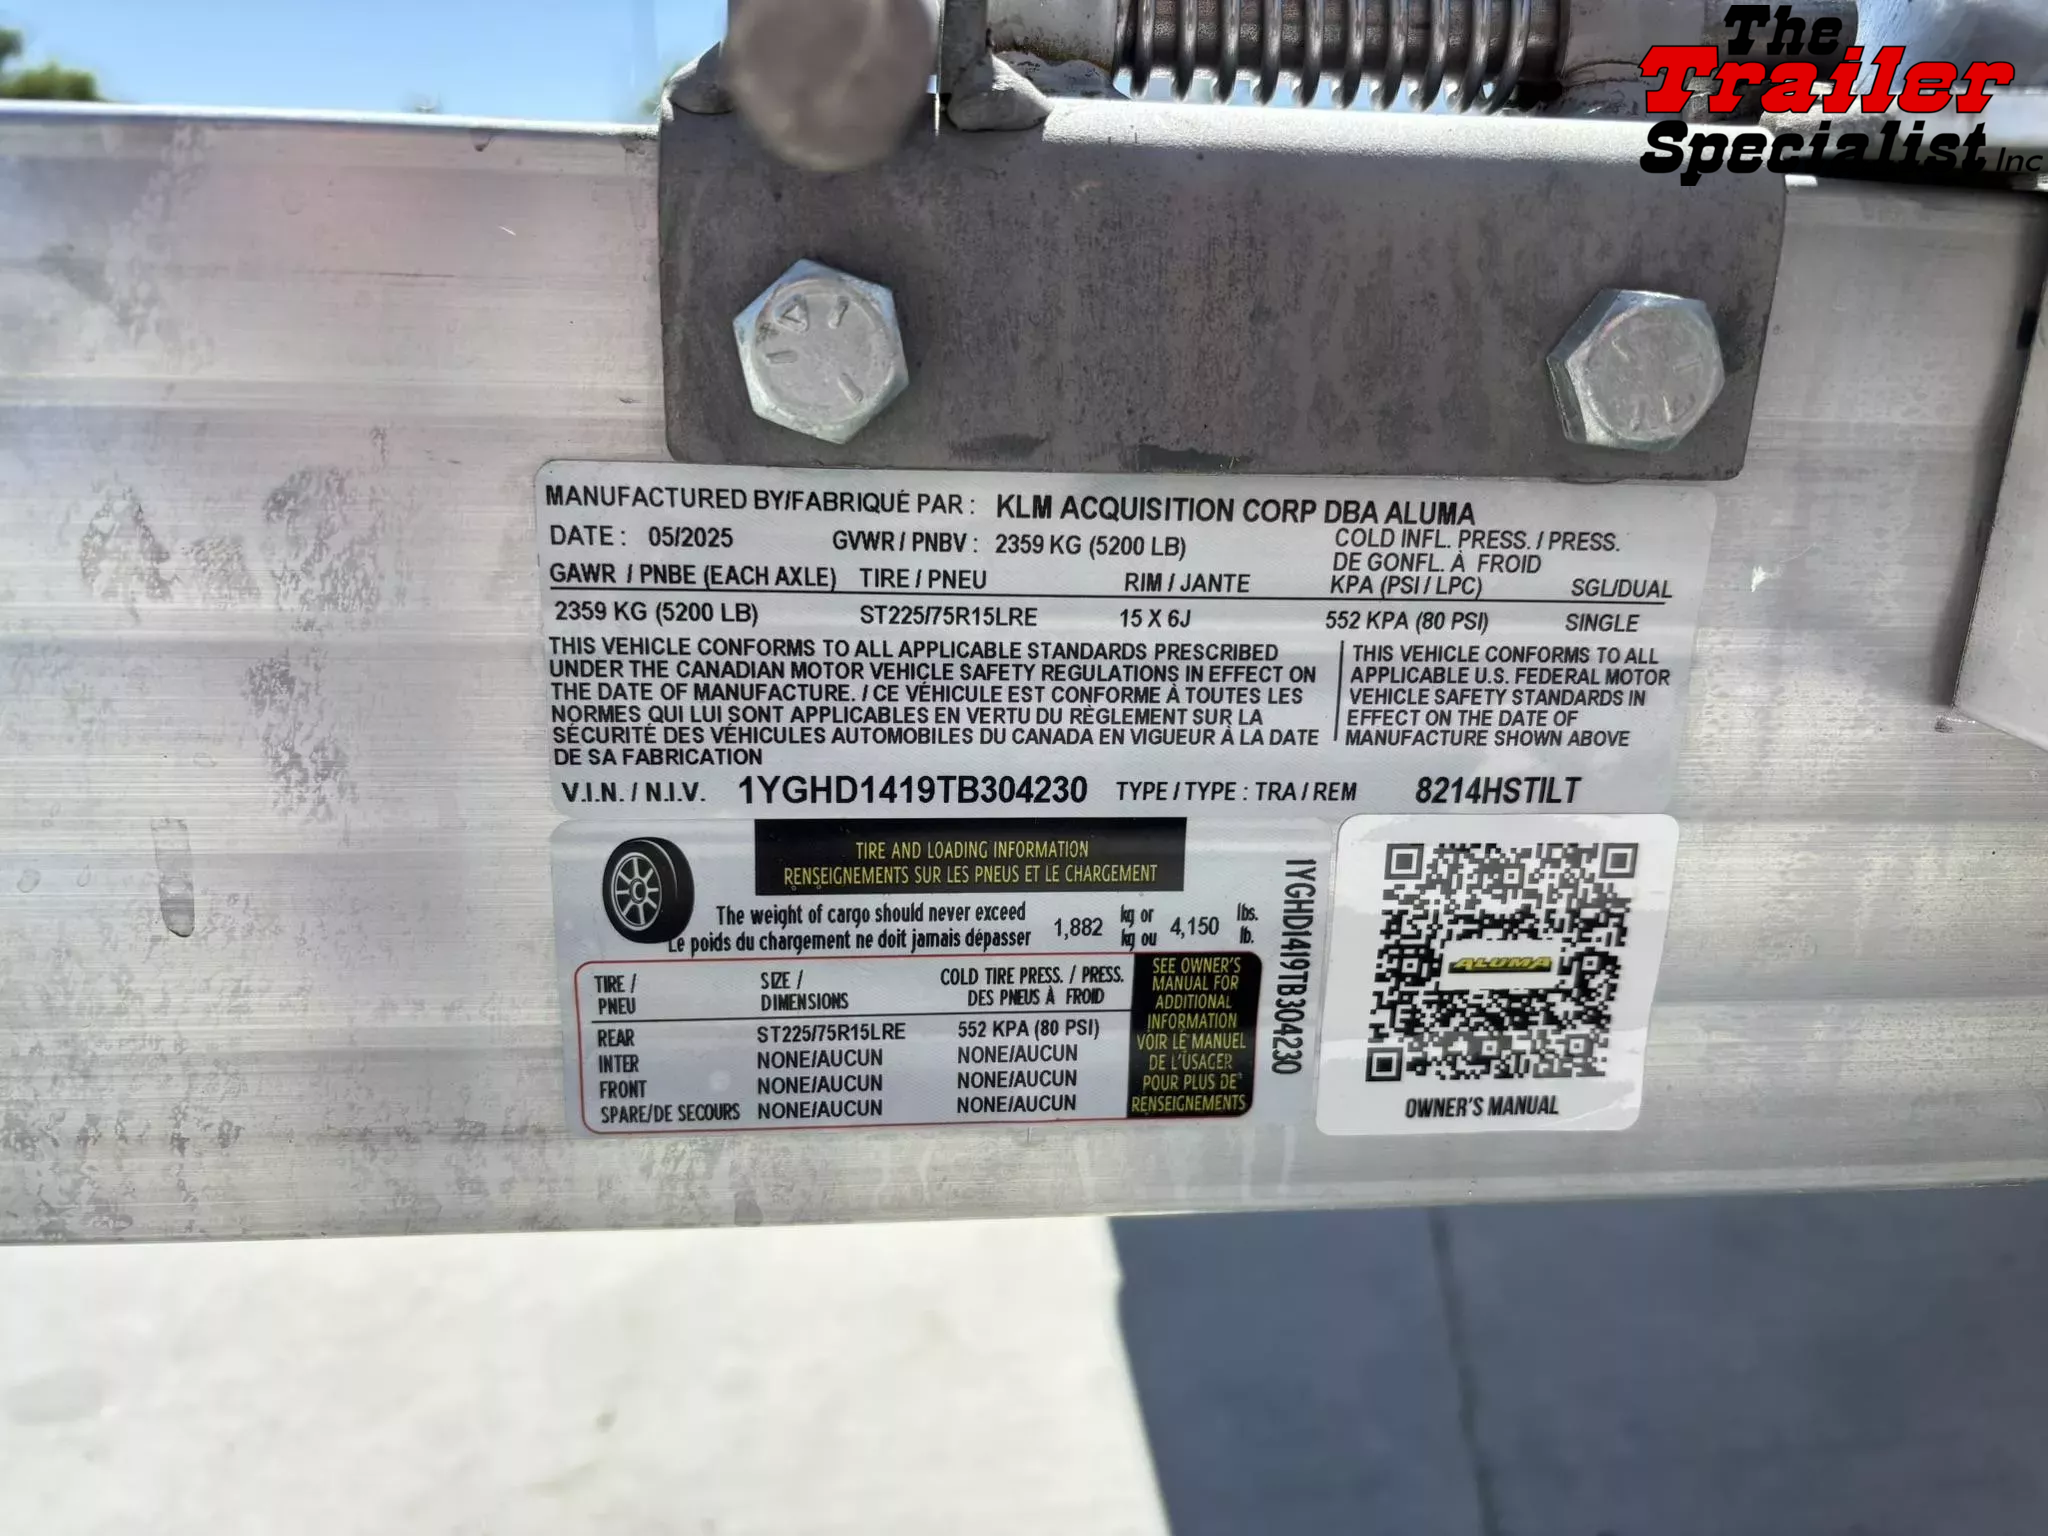 The
Trailer
Specialist Inc
MANUFACTURED BY/FABRIQUÉ PAR : KLM ACQUISITION CORP DBA ALUMA
DATE : 05/2025 GVWR / PNBV : 2359 KG (5200 LB) COLD INFL. PRESS. / PRESS.
DE GONFL. À FROID
GAWR / PNBE (EACH AXLE) TIRE / PNEU RIM / JANTE KPA (PSI / LPC) SGL/DUAL
2359 KG (5200 LB) ST225/75R15LRE 15 X 6J 552 KPA (80 PSI) SINGLE
THIS VEHICLE CONFORMS TO ALL APPLICABLE STANDARDS PRESCRIBED
UNDER THE CANADIAN MOTOR VEHICLE SAFETY REGULATIONS IN EFFECT ON
THE DATE OF MANUFACTURE. / CE VÉHICULE EST CONFORME À TOUTES LES
NORMES QUI LUI SONT APPLICABLES EN VERTU DU RÈGLEMENT SUR LA
SÉCURITÉ DES VÉHICULES AUTOMOBILES DU CANADA EN VIGUEUR À LA DATE
DE SA FABRICATION
THIS VEHICLE CONFORMS TO ALL
APPLICABLE U.S. FEDERAL MOTOR
VEHICLE SAFETY STANDARDS IN
EFFECT ON THE DATE OF
MANUFACTURE SHOWN ABOVE
V.I.N. / N.I.V. 1YGHD1419TB304230 TYPE / TYPE : TRA / REM 8214HSTILT
TIRE AND LOADING INFORMATION
RENSEIGNEMENTS SUR LES PNEUS ET LE CHARGEMENT
The weight of cargo should never exceed 1,882 kg or 4,150 lbs.
Le poids du chargement ne doit jamais dépasser kg ou lb.
TIRE / SIZE / COLD TIRE PRESS. / PRESS.
PNEU DIMENSIONS DES PNEUS À FROID
REAR ST225/75R15LRE 552 KPA (80 PSI)
INTER NONE/AUCUN NONE/AUCUN
FRONT NONE/AUCUN NONE/AUCUN
SPARE/DE SECOURS NONE/AUCUN NONE/AUCUN
SEE OWNER'S
MANUAL FOR
ADDITIONAL
INFORMATION
VOIR LE MANUEL
DE L'USAGER
POUR PLUS DE
RENSEIGNEMENTS
1YGHD1419TB304230
ALUMA
OWNER'S MANUAL